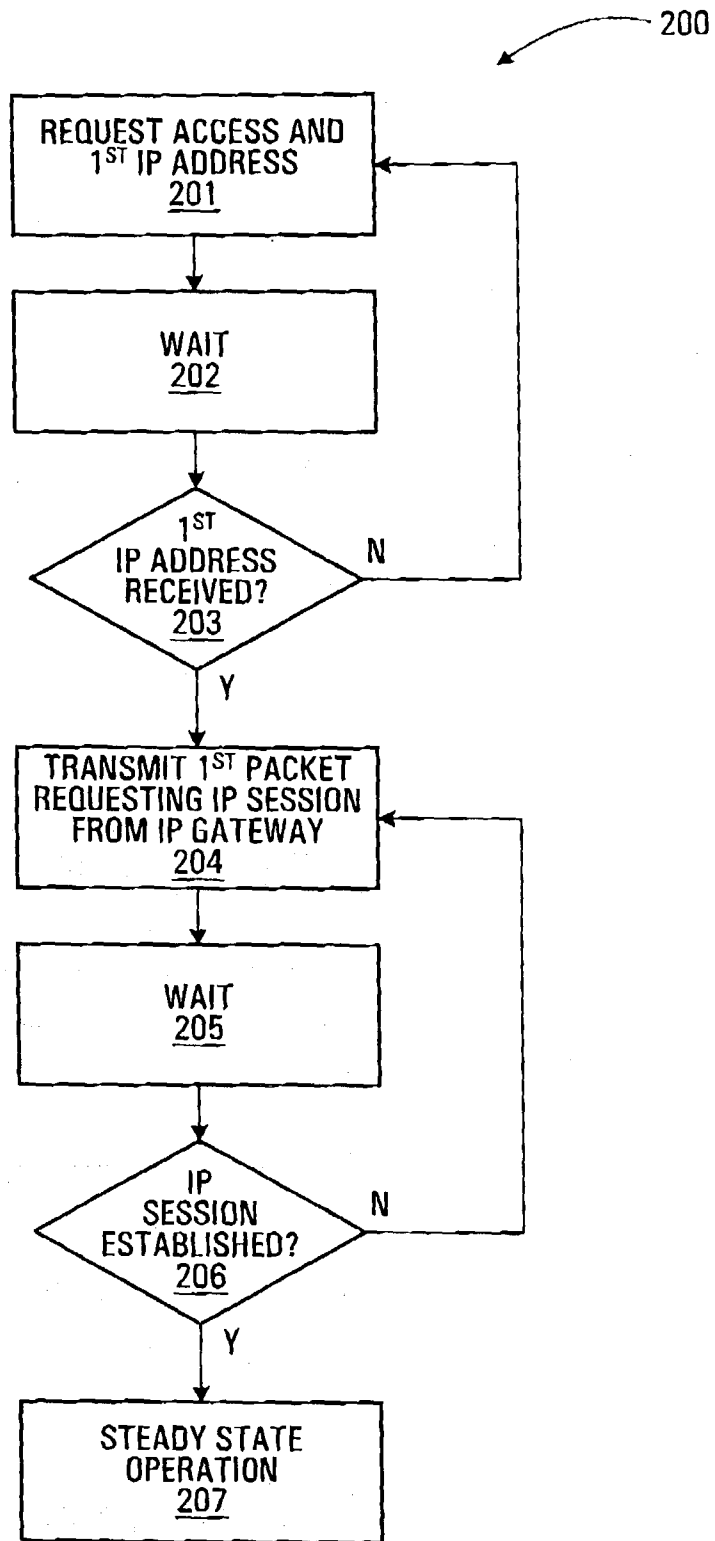 200
REQUEST ACCESS AND
1ST IP ADDRESS
201
WAIT
202
1ST
IP ADDRESS
RECEIVED?
203
N
Y
TRANSMIT 1ST PACKET
REQUESTING IP SESSION
FROM IP GATEWAY
204
WAIT
205
IP
SESSION
ESTABLISHED?
206
N
Y
STEADY STATE
OPERATION
207